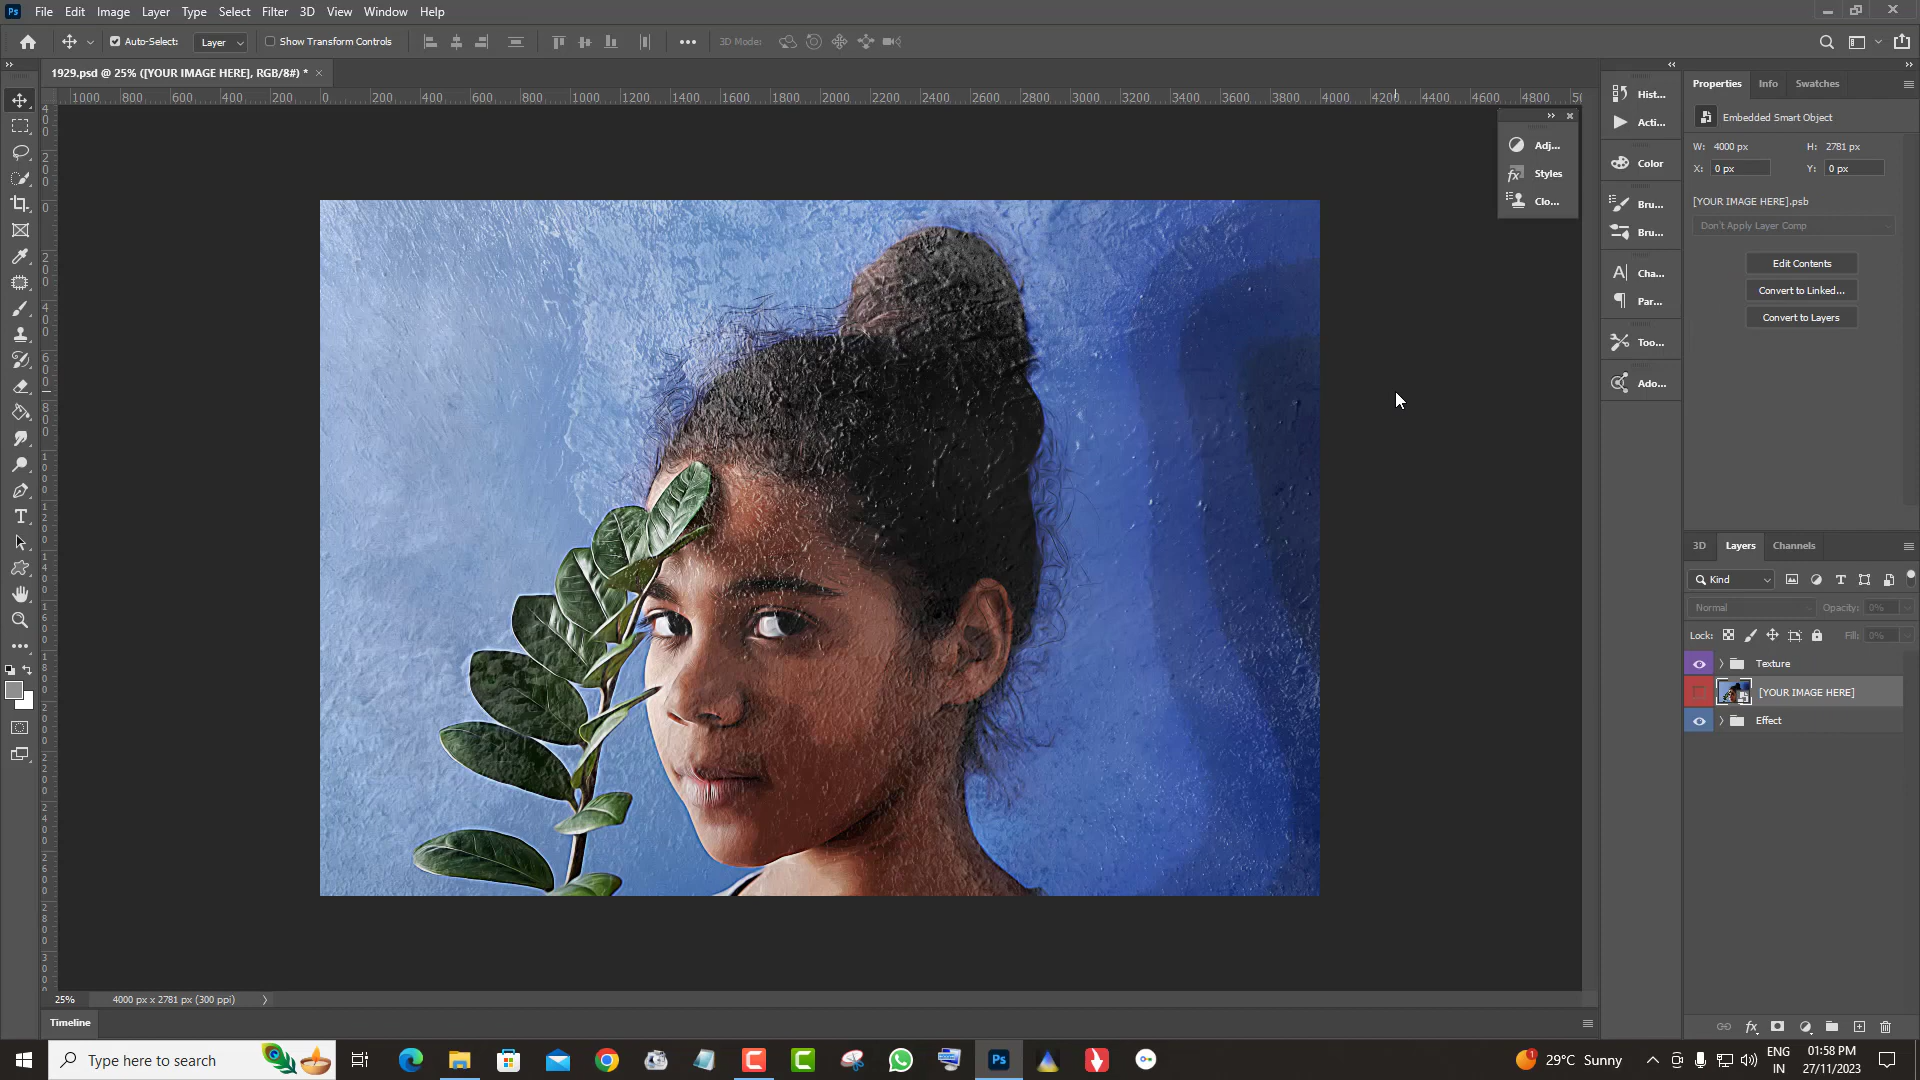 Ps File Edit Image Layer Type Select Filter 3D View Window Help
Auto-Select: Layer Show Transform Controls 3D Mode:
1929.psd @ 25% ([YOUR IMAGE HERE], RGB/8#) *
1000 800 600 400 200 0 200 400 600 800 1000 1200 1400 1600 1800 2000 2200 2400 2600 2800 3000 3200 3400 3600 3800 4000 4200 4400 4600 4800
Adj...
Styles
Clo...
Hist...
Acti...
Color
Bru...
Bru...
Cha...
Par...
Too...
Ado...
Properties Info Swatches
Embedded Smart Object
W: 4000 px H: 2781 px
X: 0 px Y: 0 px
[YOUR IMAGE HERE].psb
Don't Apply Layer Comp
Edit Contents
Convert to Linked...
Convert to Layers
3D Layers Channels
Kind
Normal Opacity: 0%
Lock: Fill: 0%
Texture
[YOUR IMAGE HERE]
Effect
25% 4000 px x 2781 px (300 ppi)
Timeline
Type here to search
Ps
29°C Sunny
ENG
IN
01:58 PM
27/11/2023